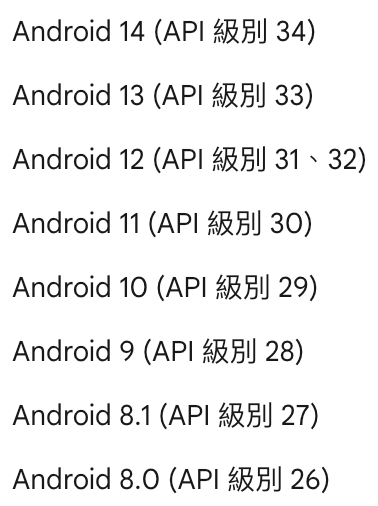 Android 14 (API 級別 34)
Android 13 (API 級別 33)
Android 12 (API 級別 31、32)
Android 11 (API 級別 30)
Android 10 (API 級別 29)
Android 9 (API 級別 28)
Android 8.1 (API 級別 27)
Android 8.0 (API 級別 26)